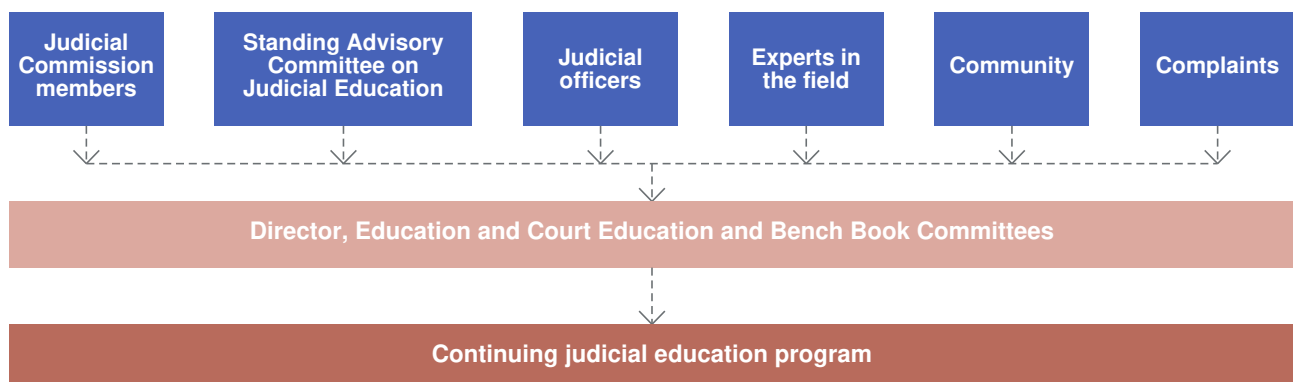 Judicial
Commission
members
Standing Advisory
Committee on
Judicial Education
Judicial
officers
Experts in
the field
Community
Complaints
Director, Education and Court Education and Bench Book Committees
Continuing judicial education program